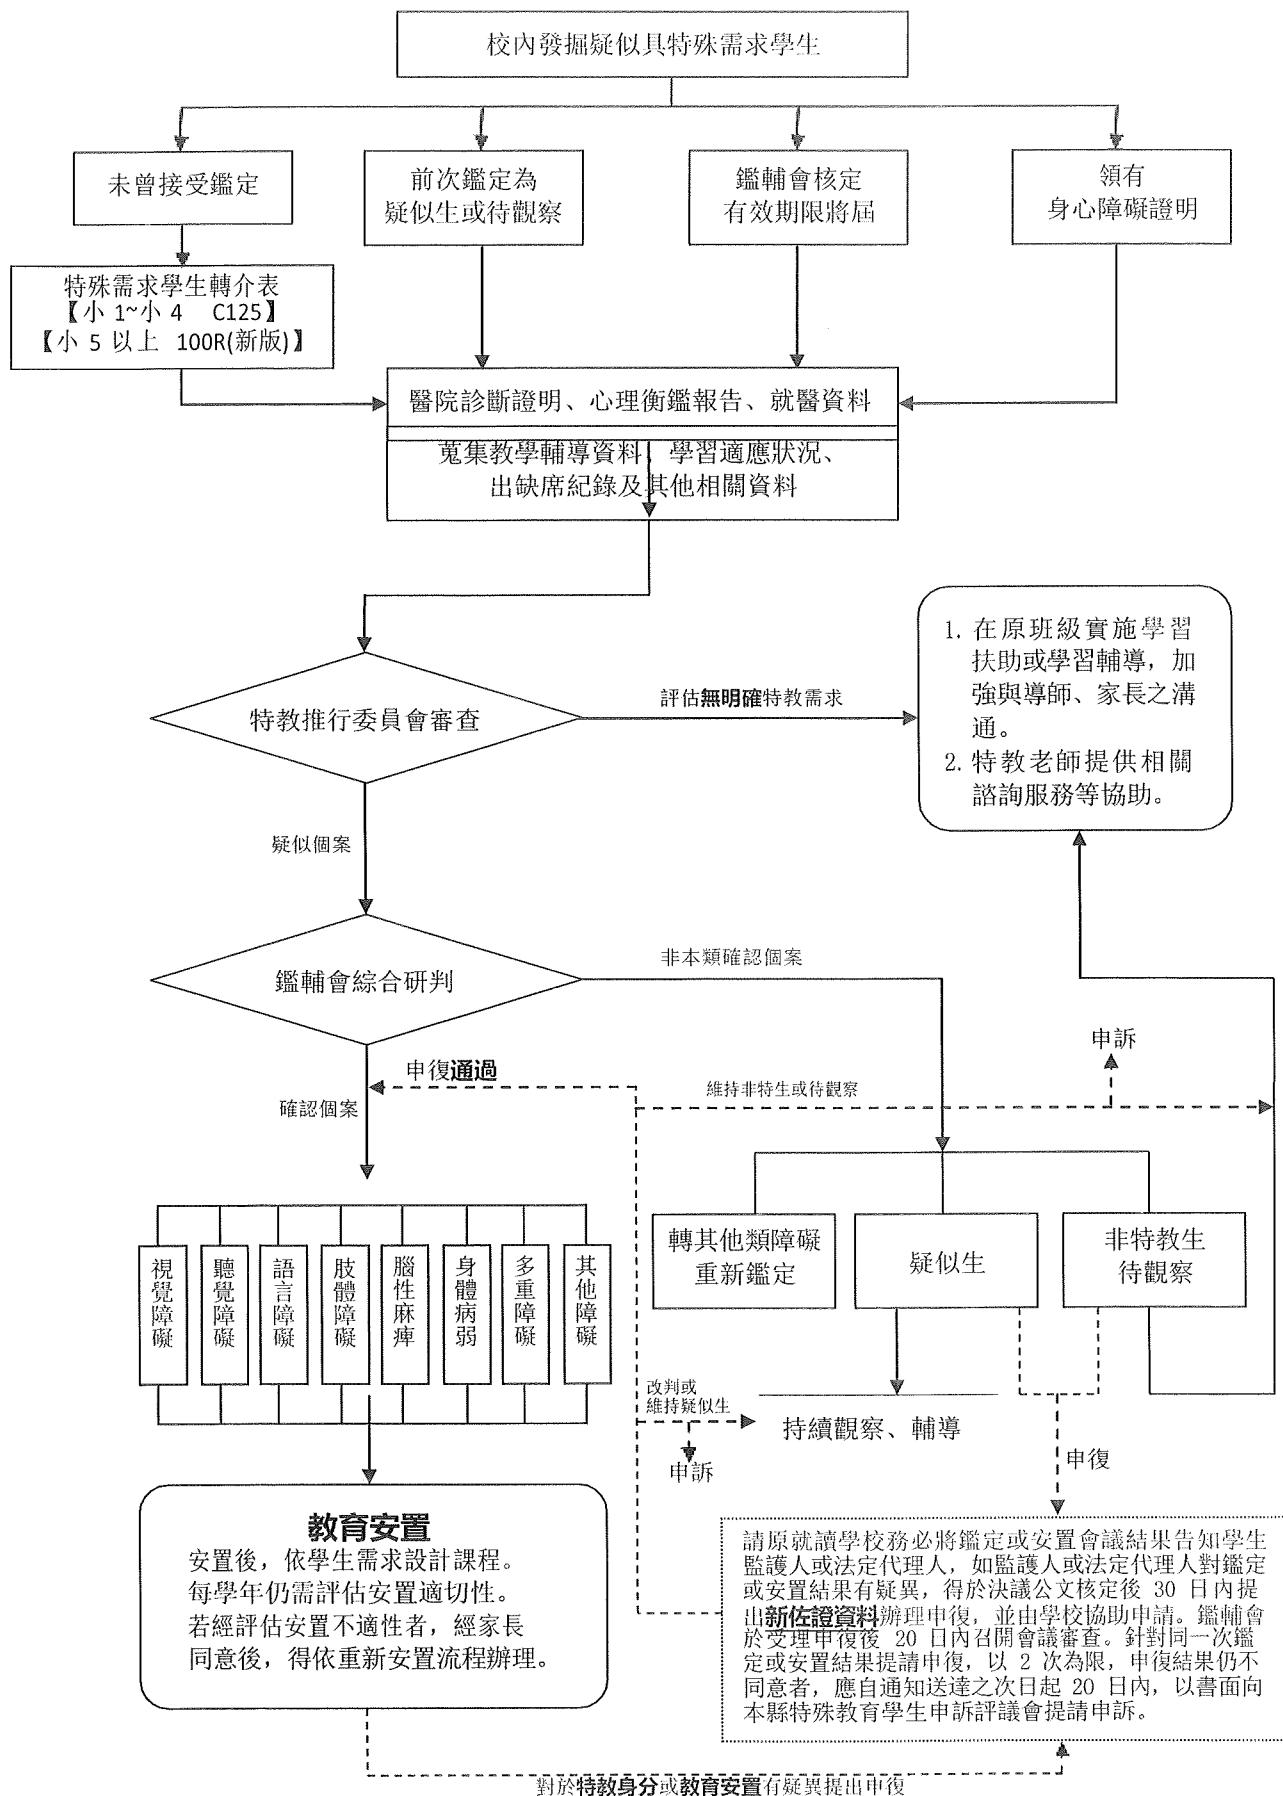 校內發掘疑似具特殊需求學生
未曾接受鑑定
前次鑑定為
疑似生或待觀察
鑑輔會核定
有效期限將屆
領有
身心障礙證明
特殊需求學生轉介表
【小 1~小 4 C125】
【小 5 以上 100R(新版)】
醫院診斷證明、心理衡鑑報告、就醫資料
蒐集教學輔導資料、學習適應狀況、
出缺席紀錄及其他相關資料
特教推行委員會審查
評估無明確特教需求
1. 在原班級實施學習
扶助或學習輔導，加
強與導師、家長之溝
通。
2. 特教老師提供相關
諮詢服務等協助。
疑似個案
鑑輔會綜合研判
非本類確認個案
申訴
申復通過
維持非特生或待觀察
確認個案
轉其他類障礙
重新鑑定
疑似生
非特教生
待觀察
視覺障礙
聽覺障礙
語言障礙
肢體障礙
腦性麻痺
身體病弱
多重障礙
其他障礙
改判或
維持疑似生
持續觀察、輔導
申訴
申復
教育安置
安置後，依學生需求設計課程。
每學年仍需評估安置適切性。
若經評估安置不適性者，經家長
同意後，得依重新安置流程辦理。
請原就讀學校務必將鑑定或安置會議結果告知學生
監護人或法定代理人，如監護人或法定代理人對鑑定
或安置結果有疑異，得於決議公文核定後 30 日內提
出新佐證資料辦理申復，並由學校協助申請。鑑輔會
於受理申復後 20 日內召開會議審查。針對同一次鑑
定或安置結果提請申復，以 2 次為限，申復結果仍不
同意者，應自通知送達之次日起 20 日內，以書面向
本縣特殊教育學生申訴評議會提請申訴。
對於特教身分或教育安置有疑異提出申復